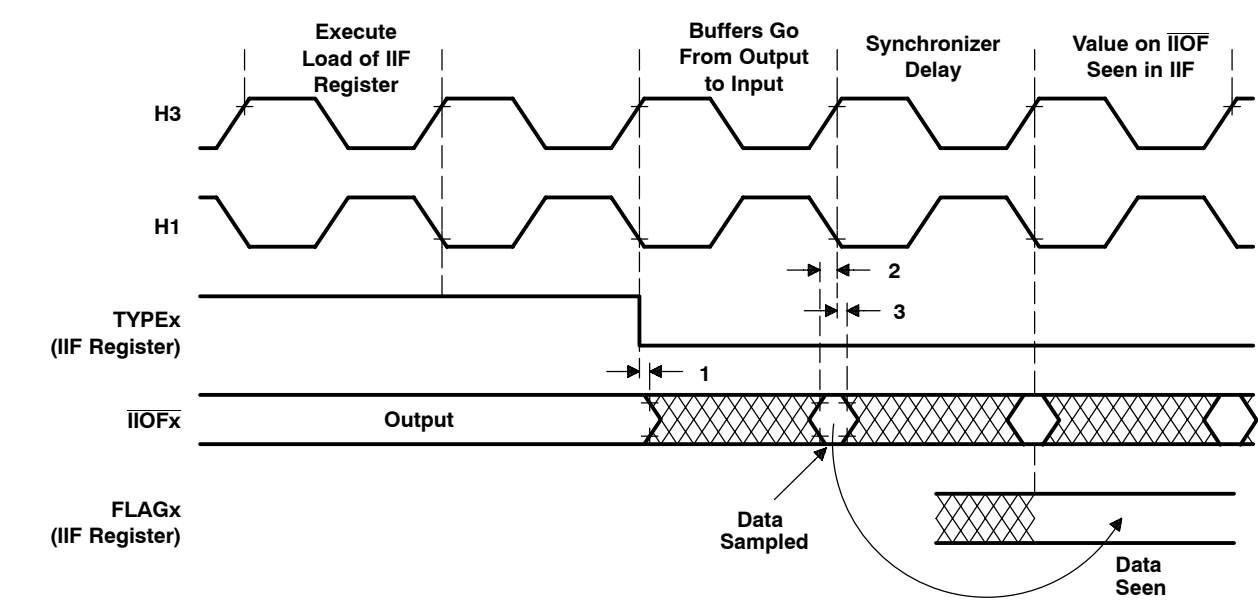 Execute
Load of IIF
Register
Buffers Go
From Output
to Input
Synchronizer
Delay
Value on IIOF
Seen in IIF
H3
H1
2
3
TYPEx
(IIF Register)
1
IIOFx
Output
FLAGx
(IIF Register)
Data
Sampled
Data
Seen